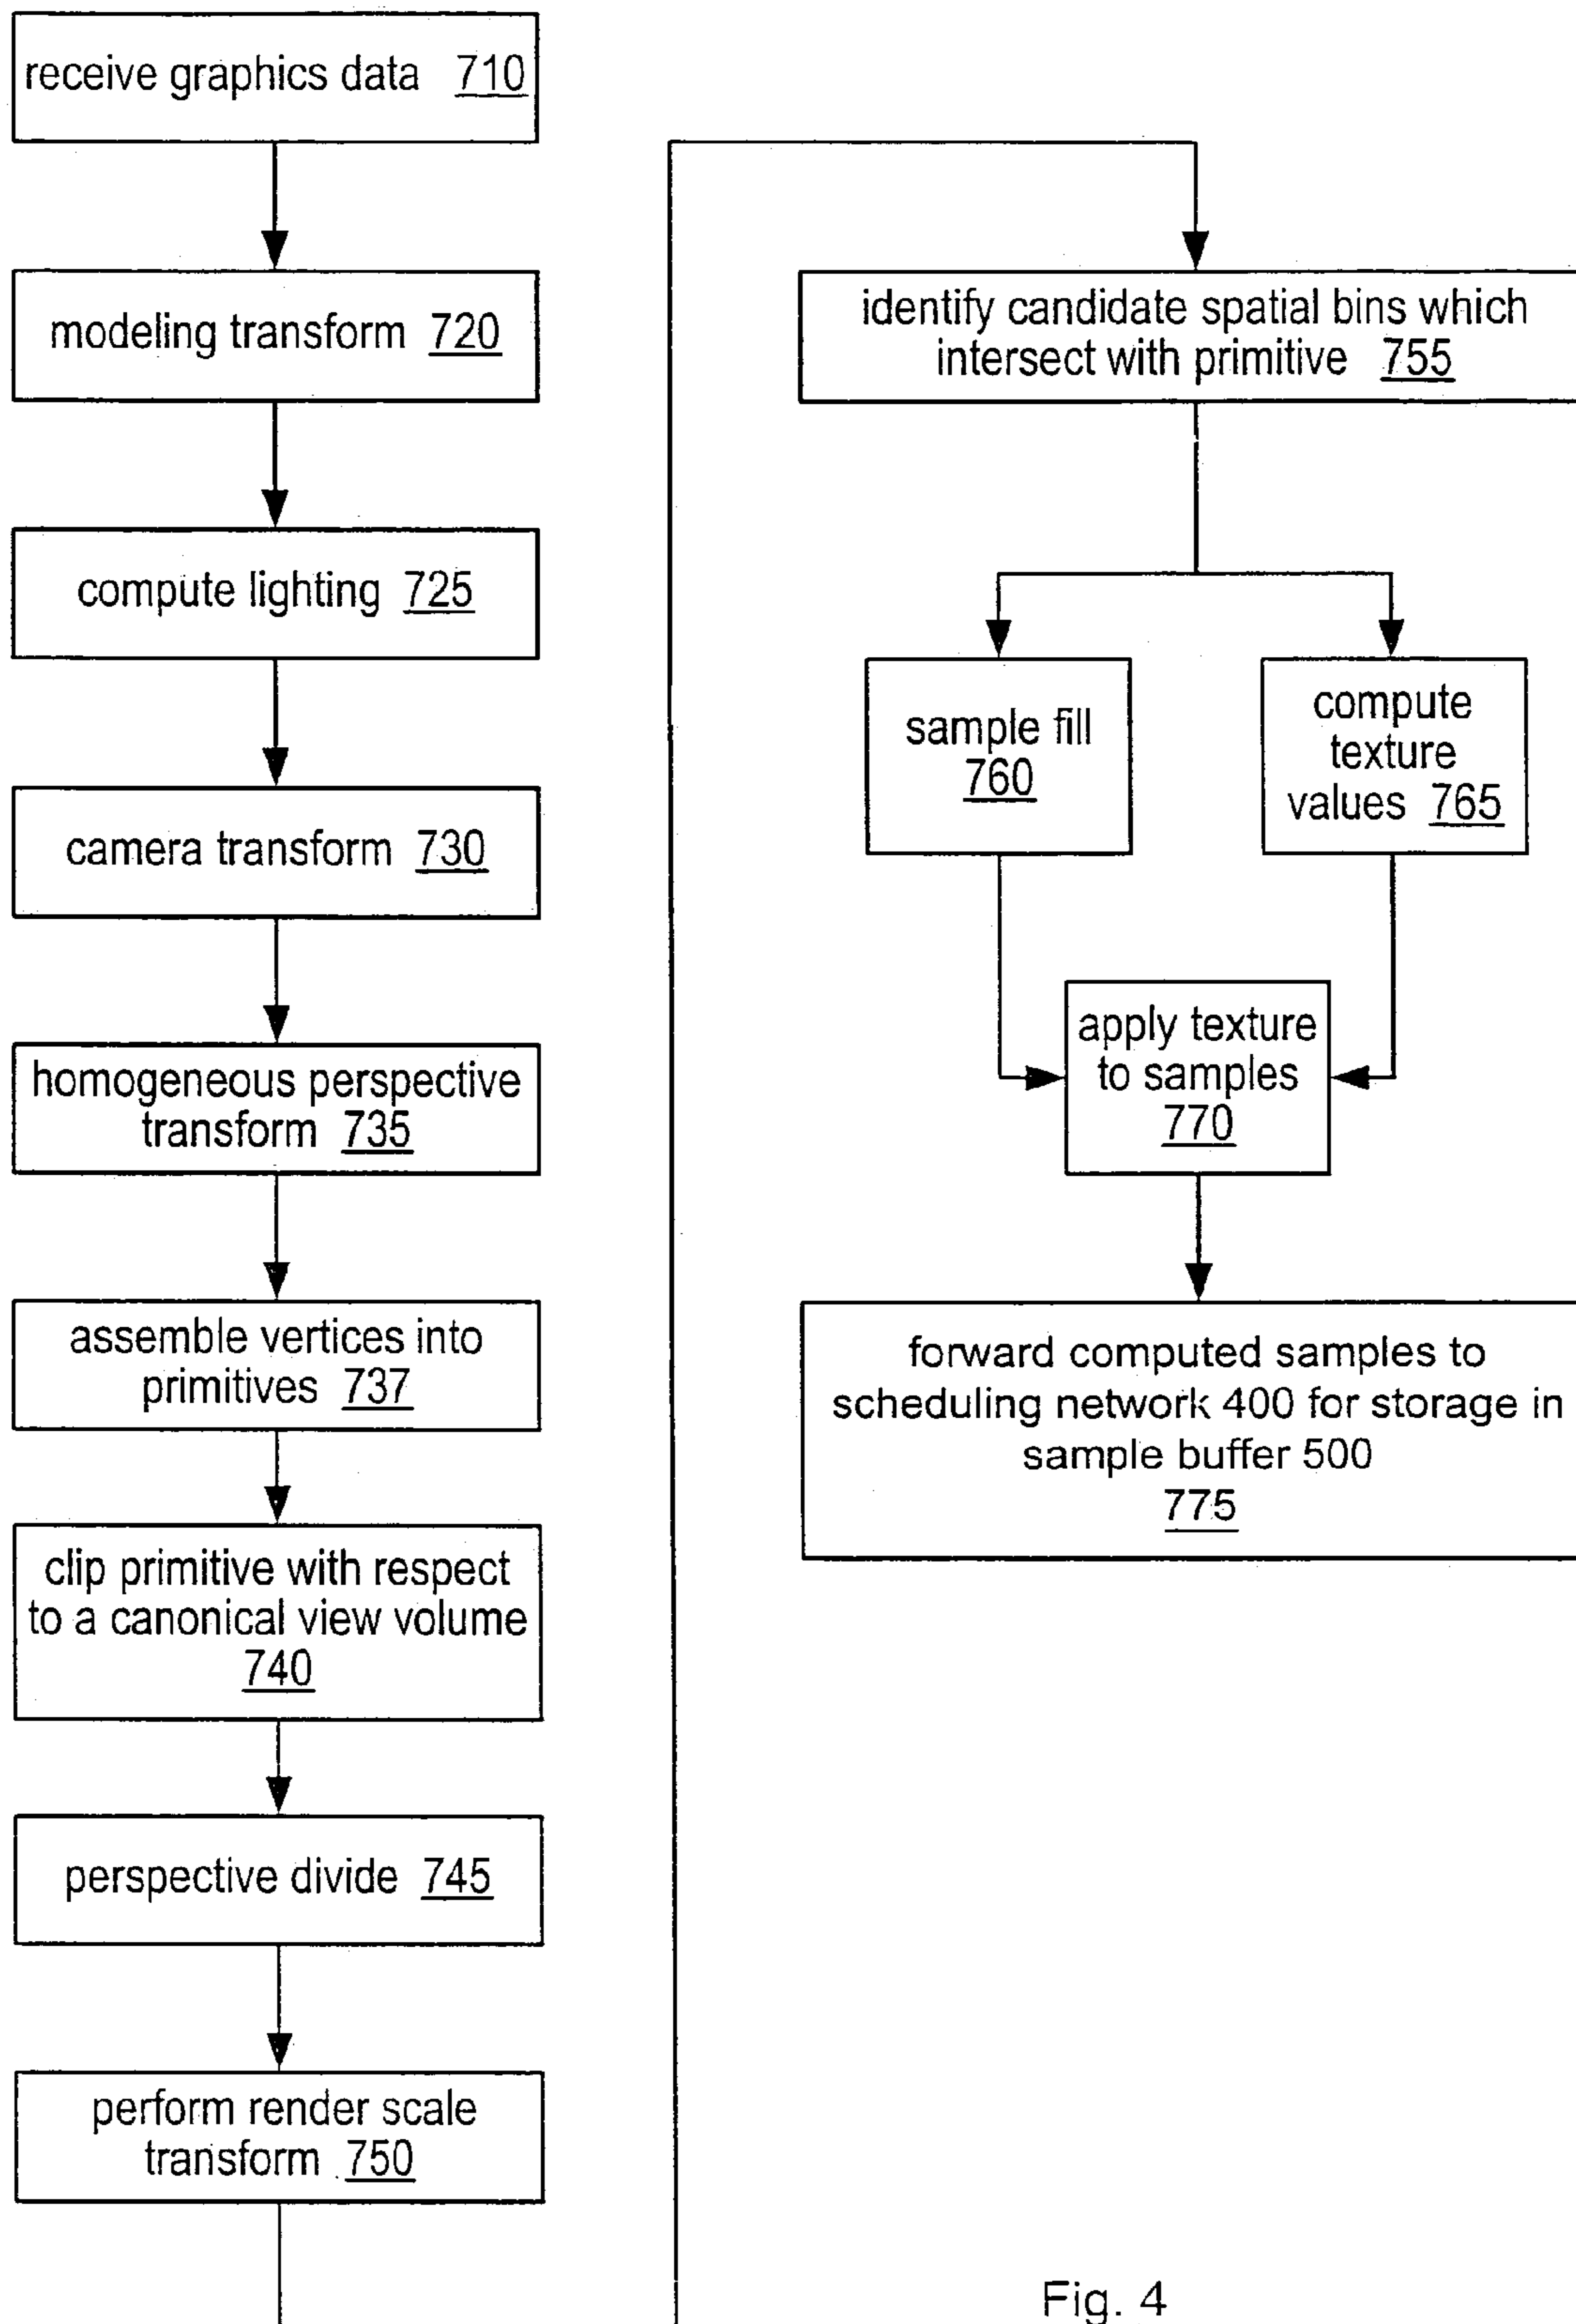 receive graphics data 710
modeling transform 720
compute lighting 725
camera transform 730
homogeneous perspective
transform 735
assemble vertices into
primitives 737
clip primitive with respect
to a canonical view volume
740
perspective divide 745
perform render scale
transform 750
identify candidate spatial bins which
intersect with primitive 755
sample fill
760
compute
texture
values 765
apply texture
to samples
770
forward computed samples to
scheduling network 400 for storage in
sample buffer 500
775
Fig. 4